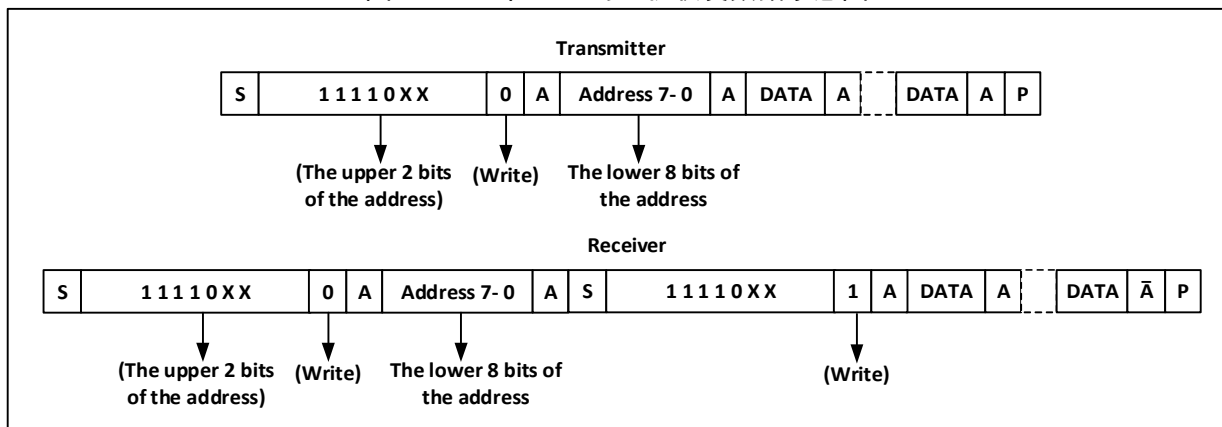 Transmitter
S 1 1 1 1 0 X X 0 A Address 7- 0 A DATA A DATA A P
(The upper 2 bits of the address) (Write) The lower 8 bits of the address
Receiver
S 1 1 1 1 0 X X 0 A Address 7- 0 A S 1 1 1 1 0 X X 1 A DATA A DATA Ā P
(The upper 2 bits of the address) (Write) The lower 8 bits of the address (Write)